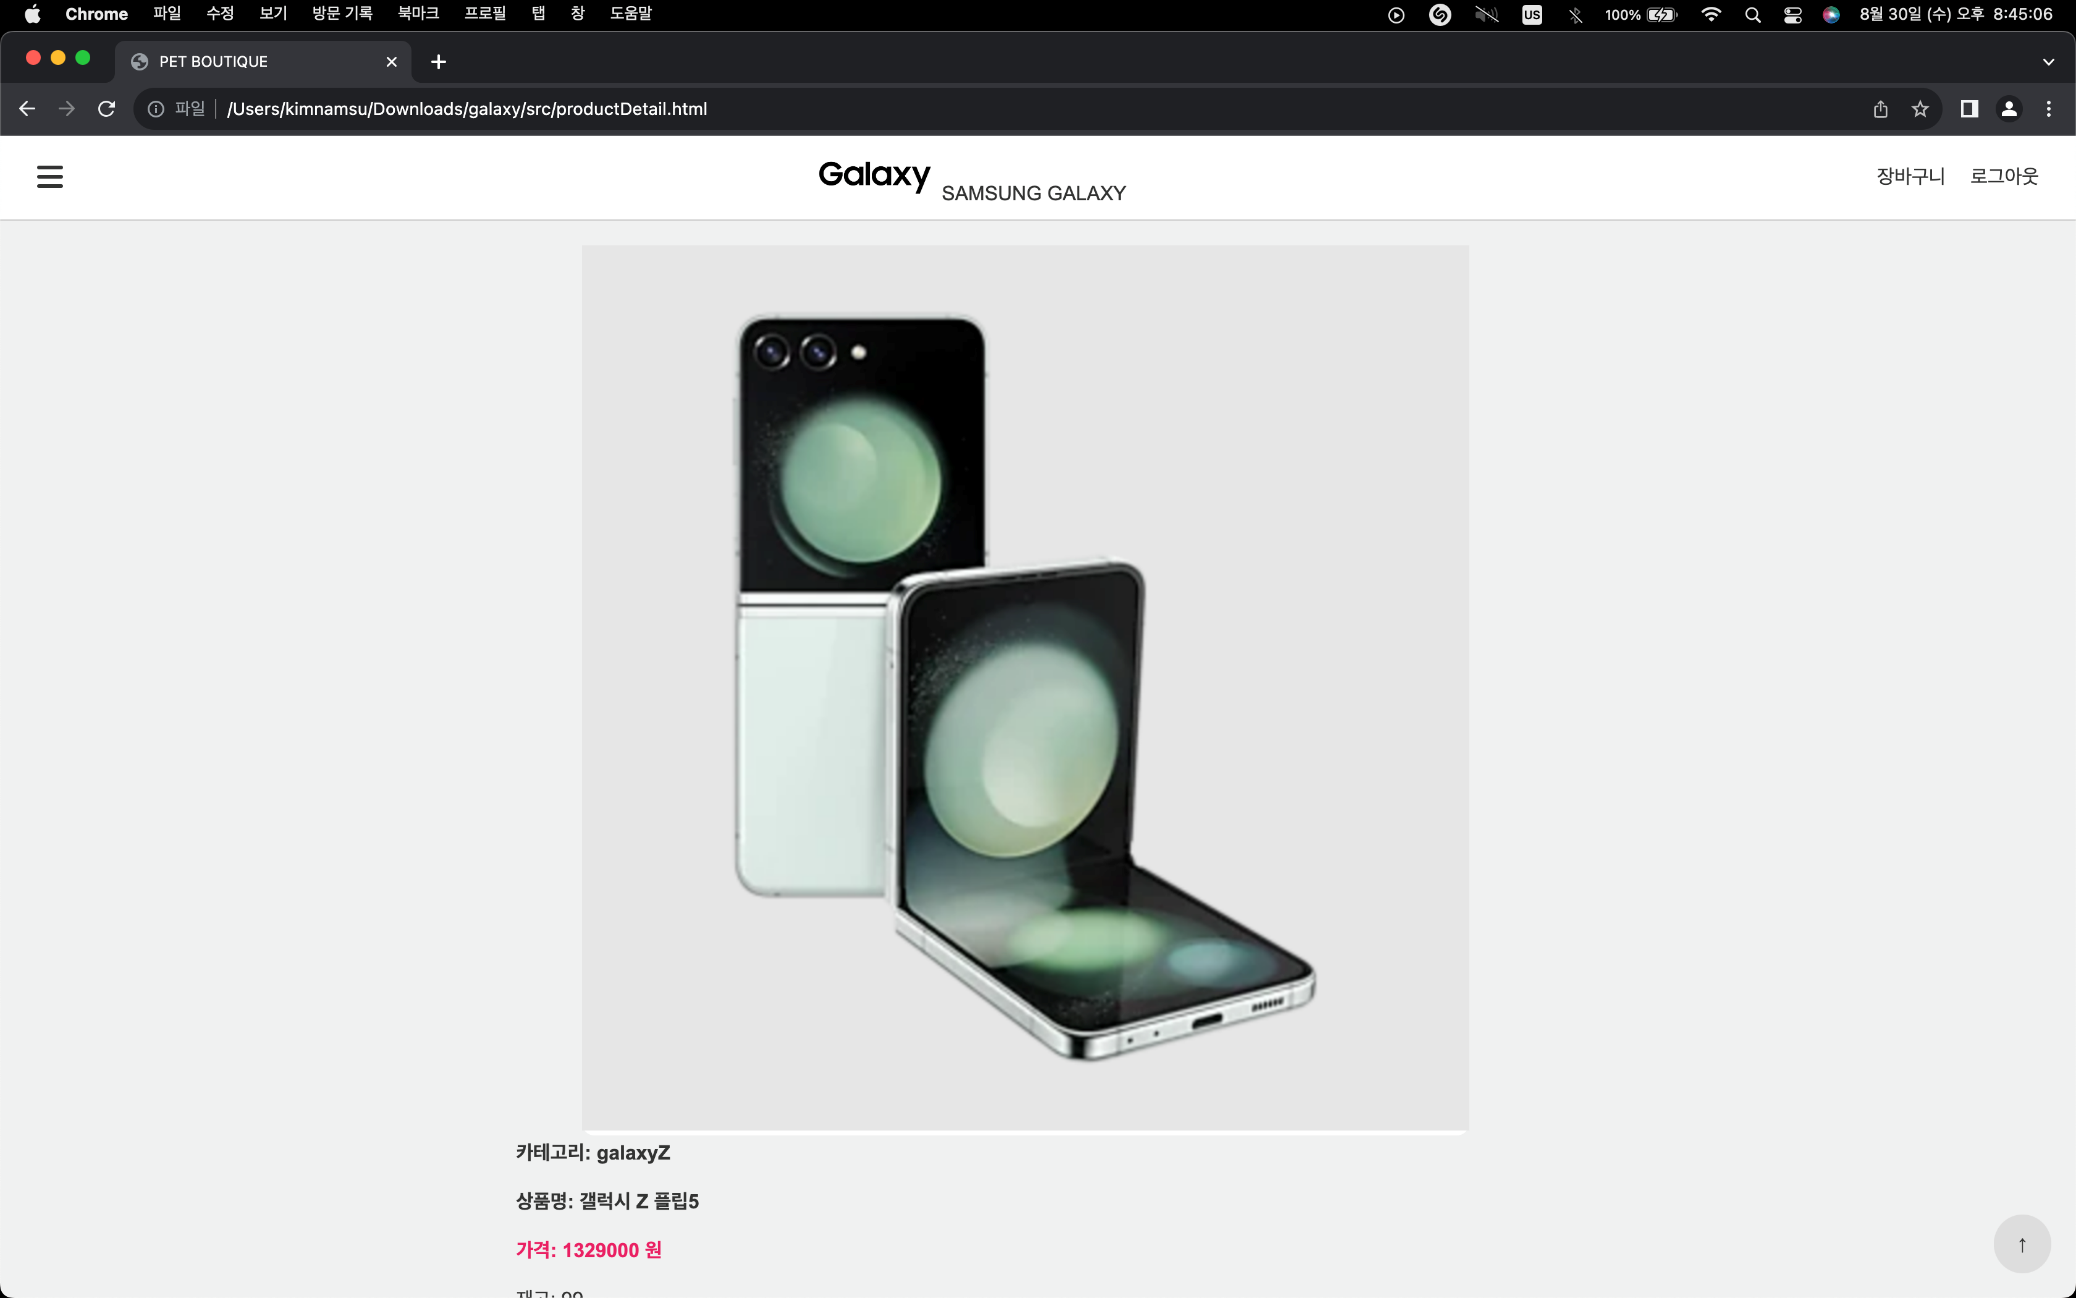 Chrome 파일 수정 보기 방문 기록 북마크 프로필 탭 창 도움말 US 100% 8월 30일 (수) 오후 8:45:06
PET BOUTIQUE
파일 /Users/kimnamsu/Downloads/galaxy/src/productDetail.html
Galaxy SAMSUNG GALAXY 장바구니 로그아웃
카테고리: galaxyZ
상품명: 갤럭시 Z 플립5
가격: 1329000 원
↑